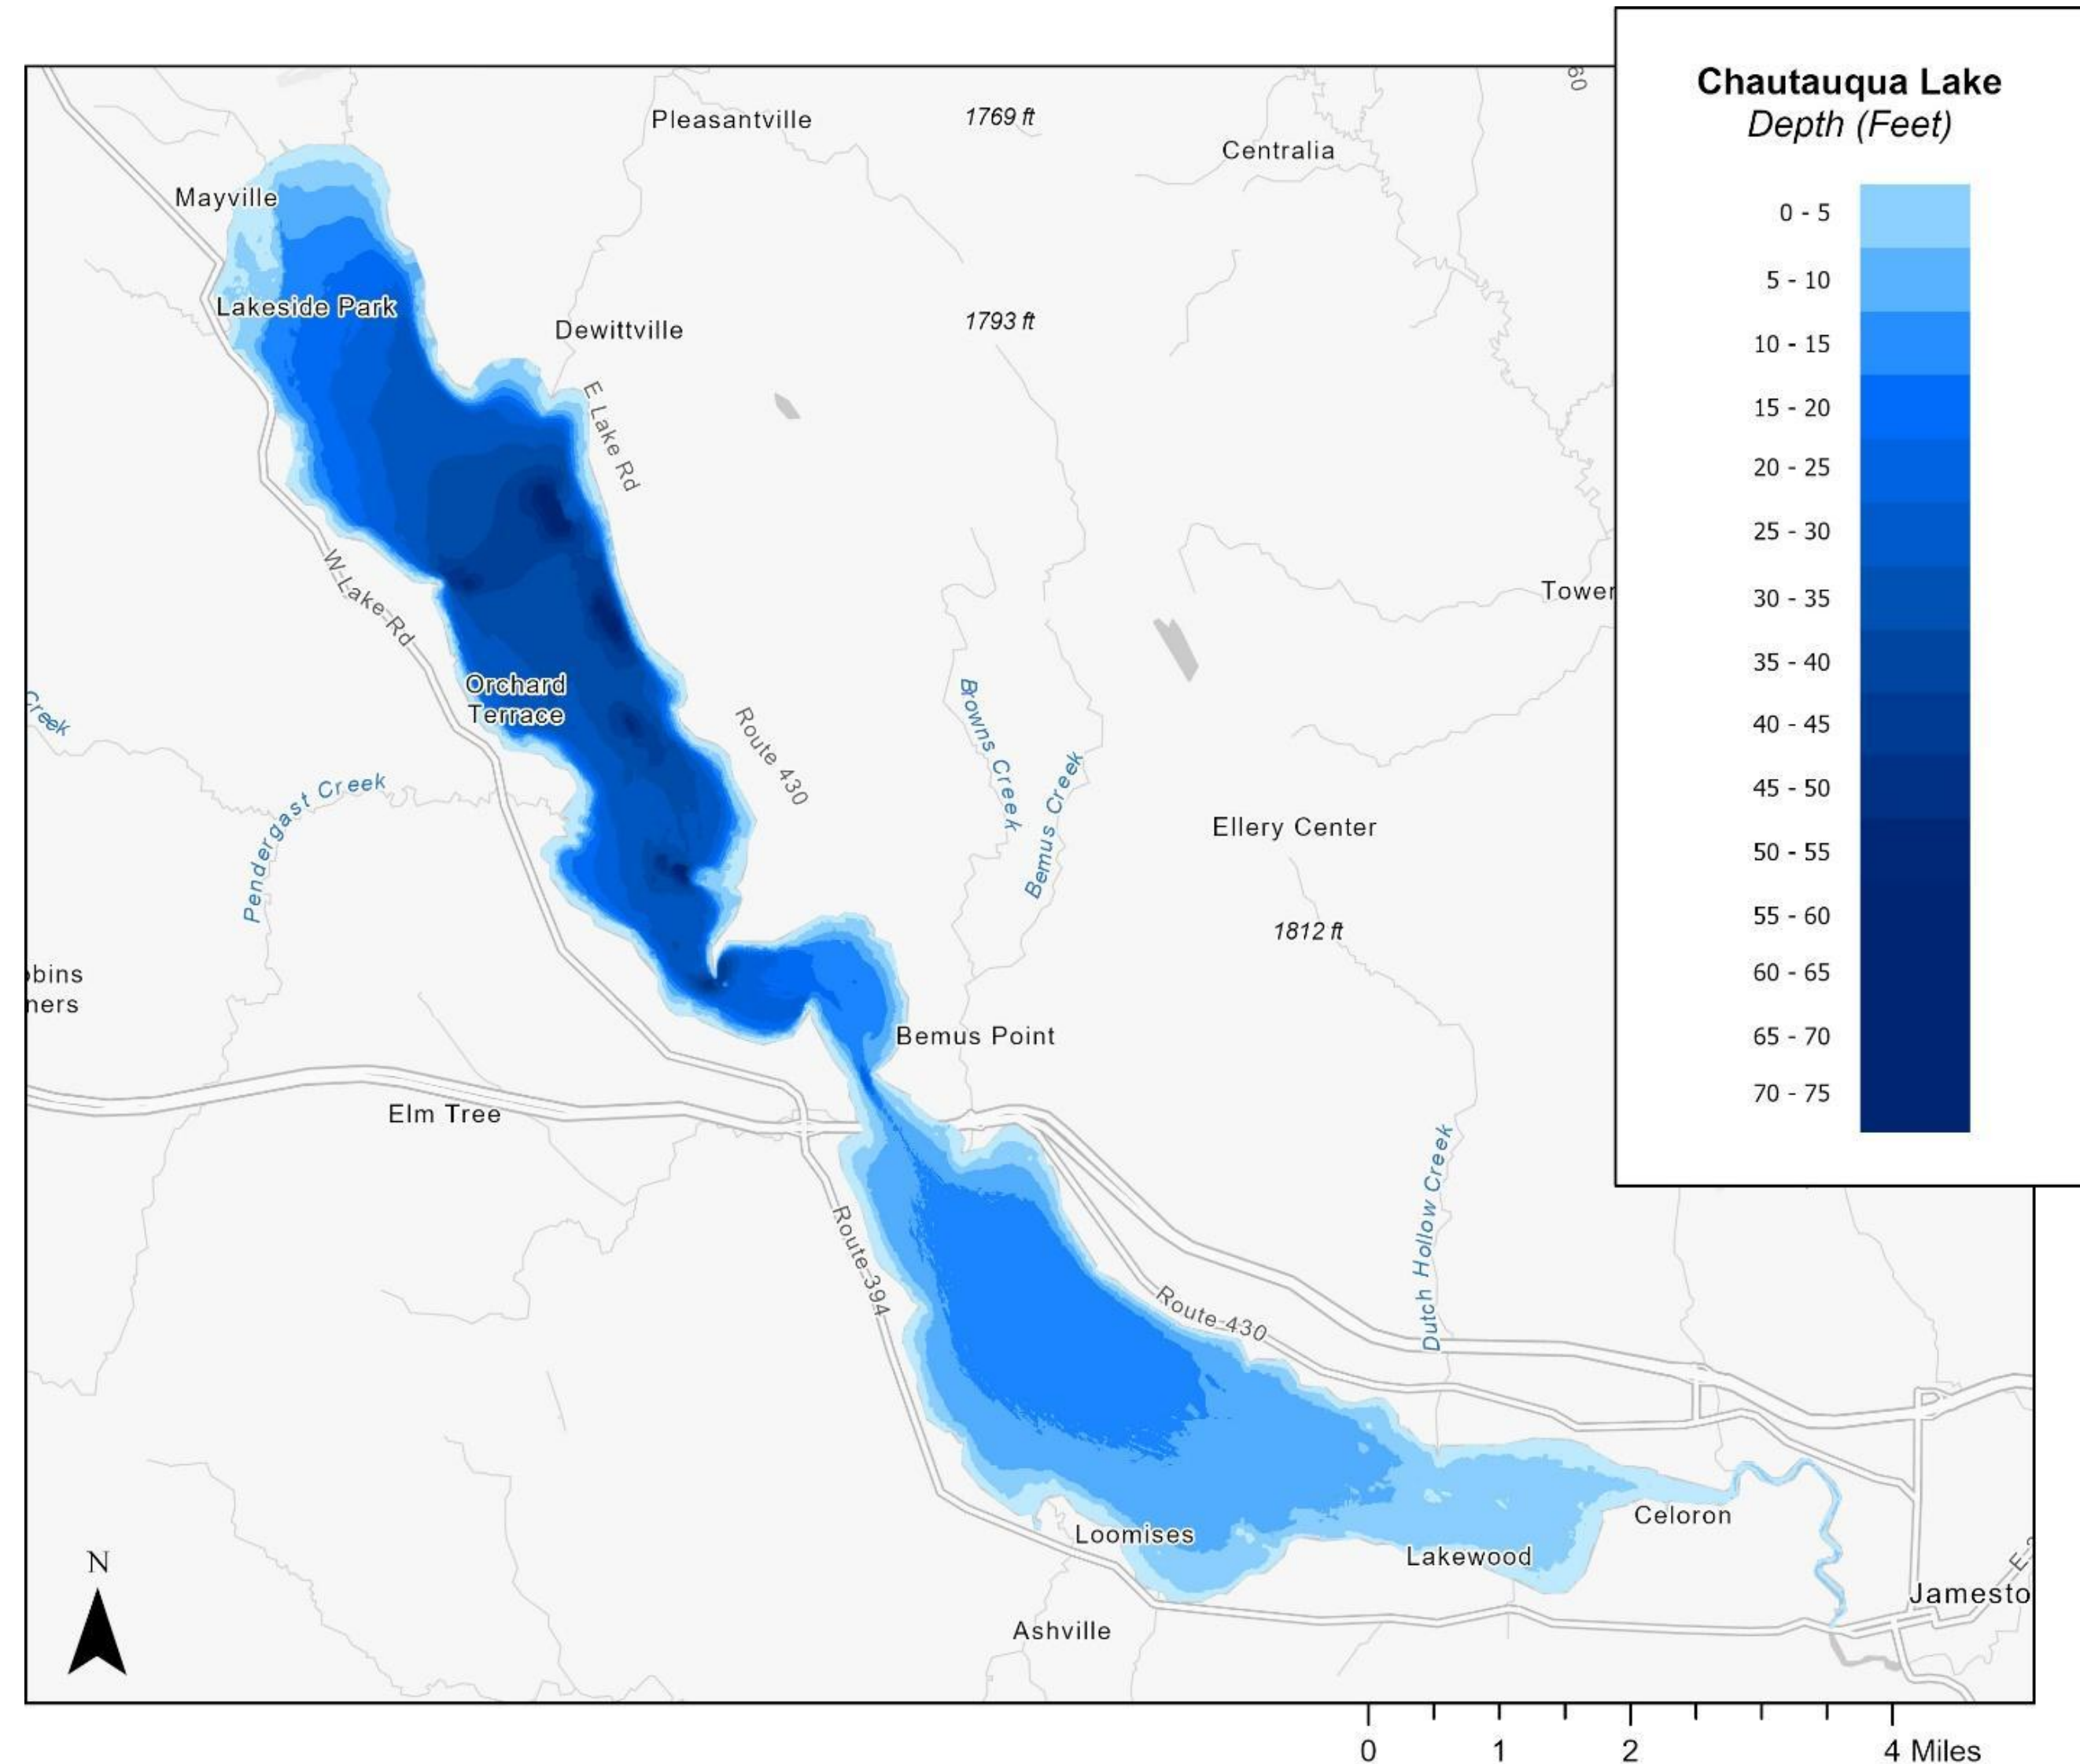 Chautauqua Lake
Depth (Feet)
0 - 5
5 - 10
10 - 15
15 - 20
20 - 25
25 - 30
30 - 35
35 - 40
40 - 45
45 - 50
50 - 55
55 - 60
60 - 65
65 - 70
70 - 75
60
Pleasantville
1769 ft
Centralia
Mayville
Lakeside Park
Dewittville
1793 ft
E Lake Rd
W Lake Rd
Tower
Orchard
Terrace
Creek
Route 430
Browns Creek
Bemus Creek
Pendergast Creek
Ellery Center
1812 ft
bins
ners
Bemus Point
Elm Tree
Dutch Hollow Creek
Route 394
Route 430
Celoron
Loomises
Lakewood
Jamesto
Ashville
N
E
0 1 2 4 Miles